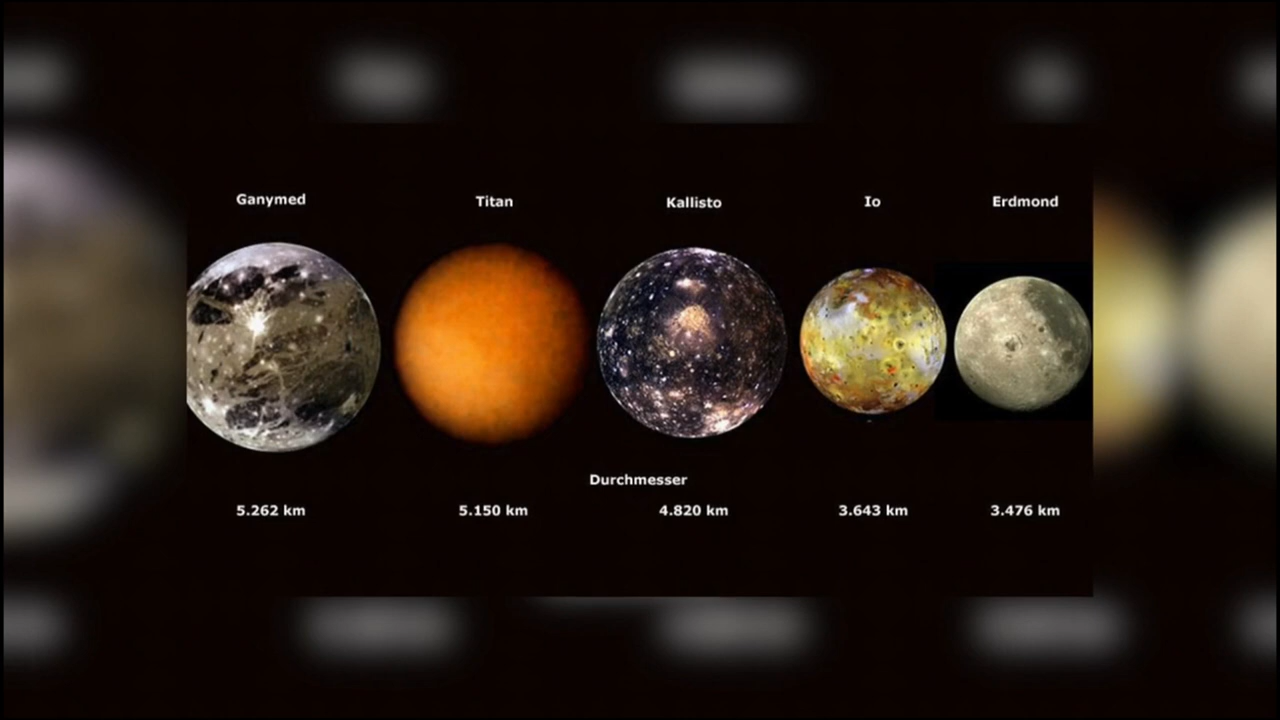 Ganymed Titan Kallisto Io Erdmond
Durchmesser
5.262 km 5.150 km 4.820 km 3.643 km 3.476 km